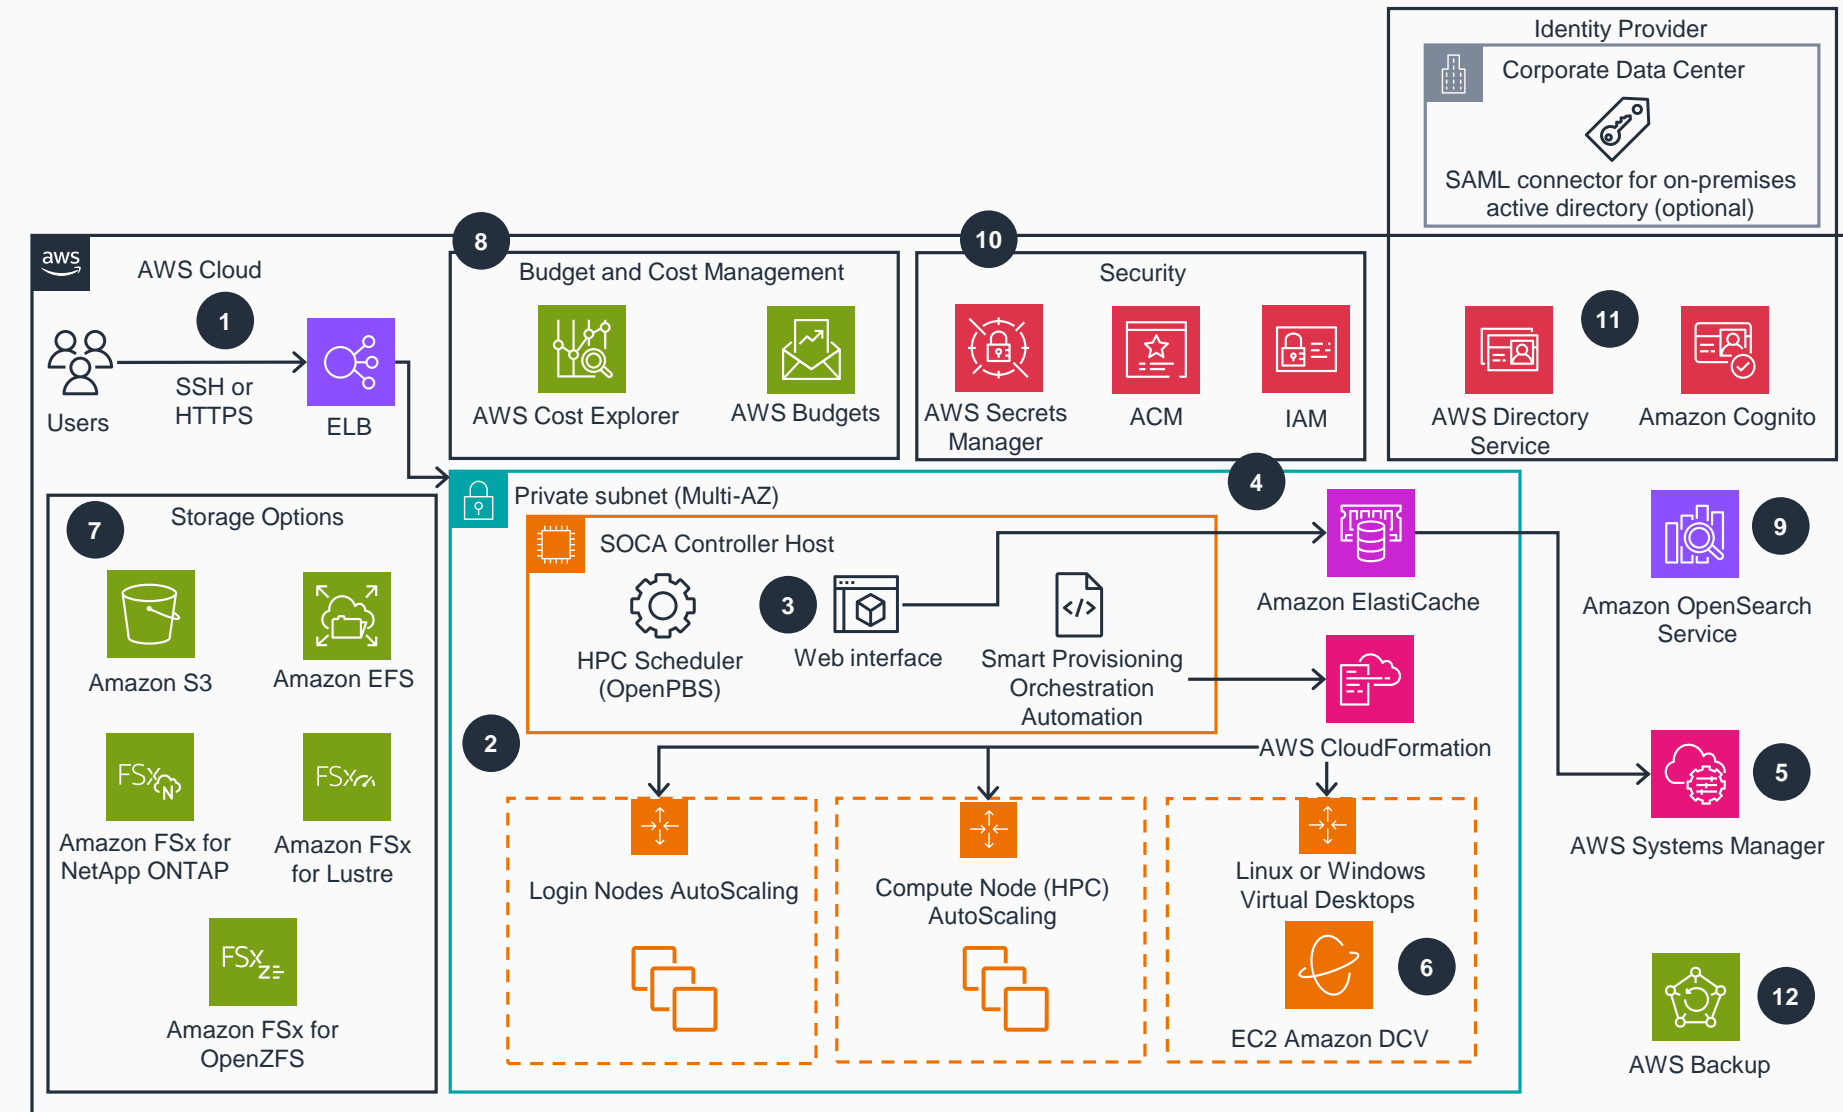 Identity Provider
Corporate Data Center
SAML connector for on-premises
active directory (optional)
aws
AWS Cloud
1
Users
SSH or
HTTPS
ELB
8
Budget and Cost Management
AWS Cost Explorer
AWS Budgets
10
Security
AWS Secrets
Manager
ACM
IAM
11
AWS Directory
Service
Amazon Cognito
7
Storage Options
Amazon S3
Amazon EFS
FSx
N
Amazon FSx for
NetApp ONTAP
FSx
Amazon FSx
for Lustre
FSx
Z
Amazon FSx for
OpenZFS
Private subnet (Multi-AZ)
4
SOCA Controller Host
HPC Scheduler
(OpenPBS)
3
Web interface
</>
Smart Provisioning
Orchestration
Automation
Amazon ElastiCache
AWS CloudFormation
2
Login Nodes AutoScaling
Compute Node (HPC)
AutoScaling
Linux or Windows
Virtual Desktops
6
EC2 Amazon DCV
9
Amazon OpenSearch
Service
5
AWS Systems Manager
12
AWS Backup